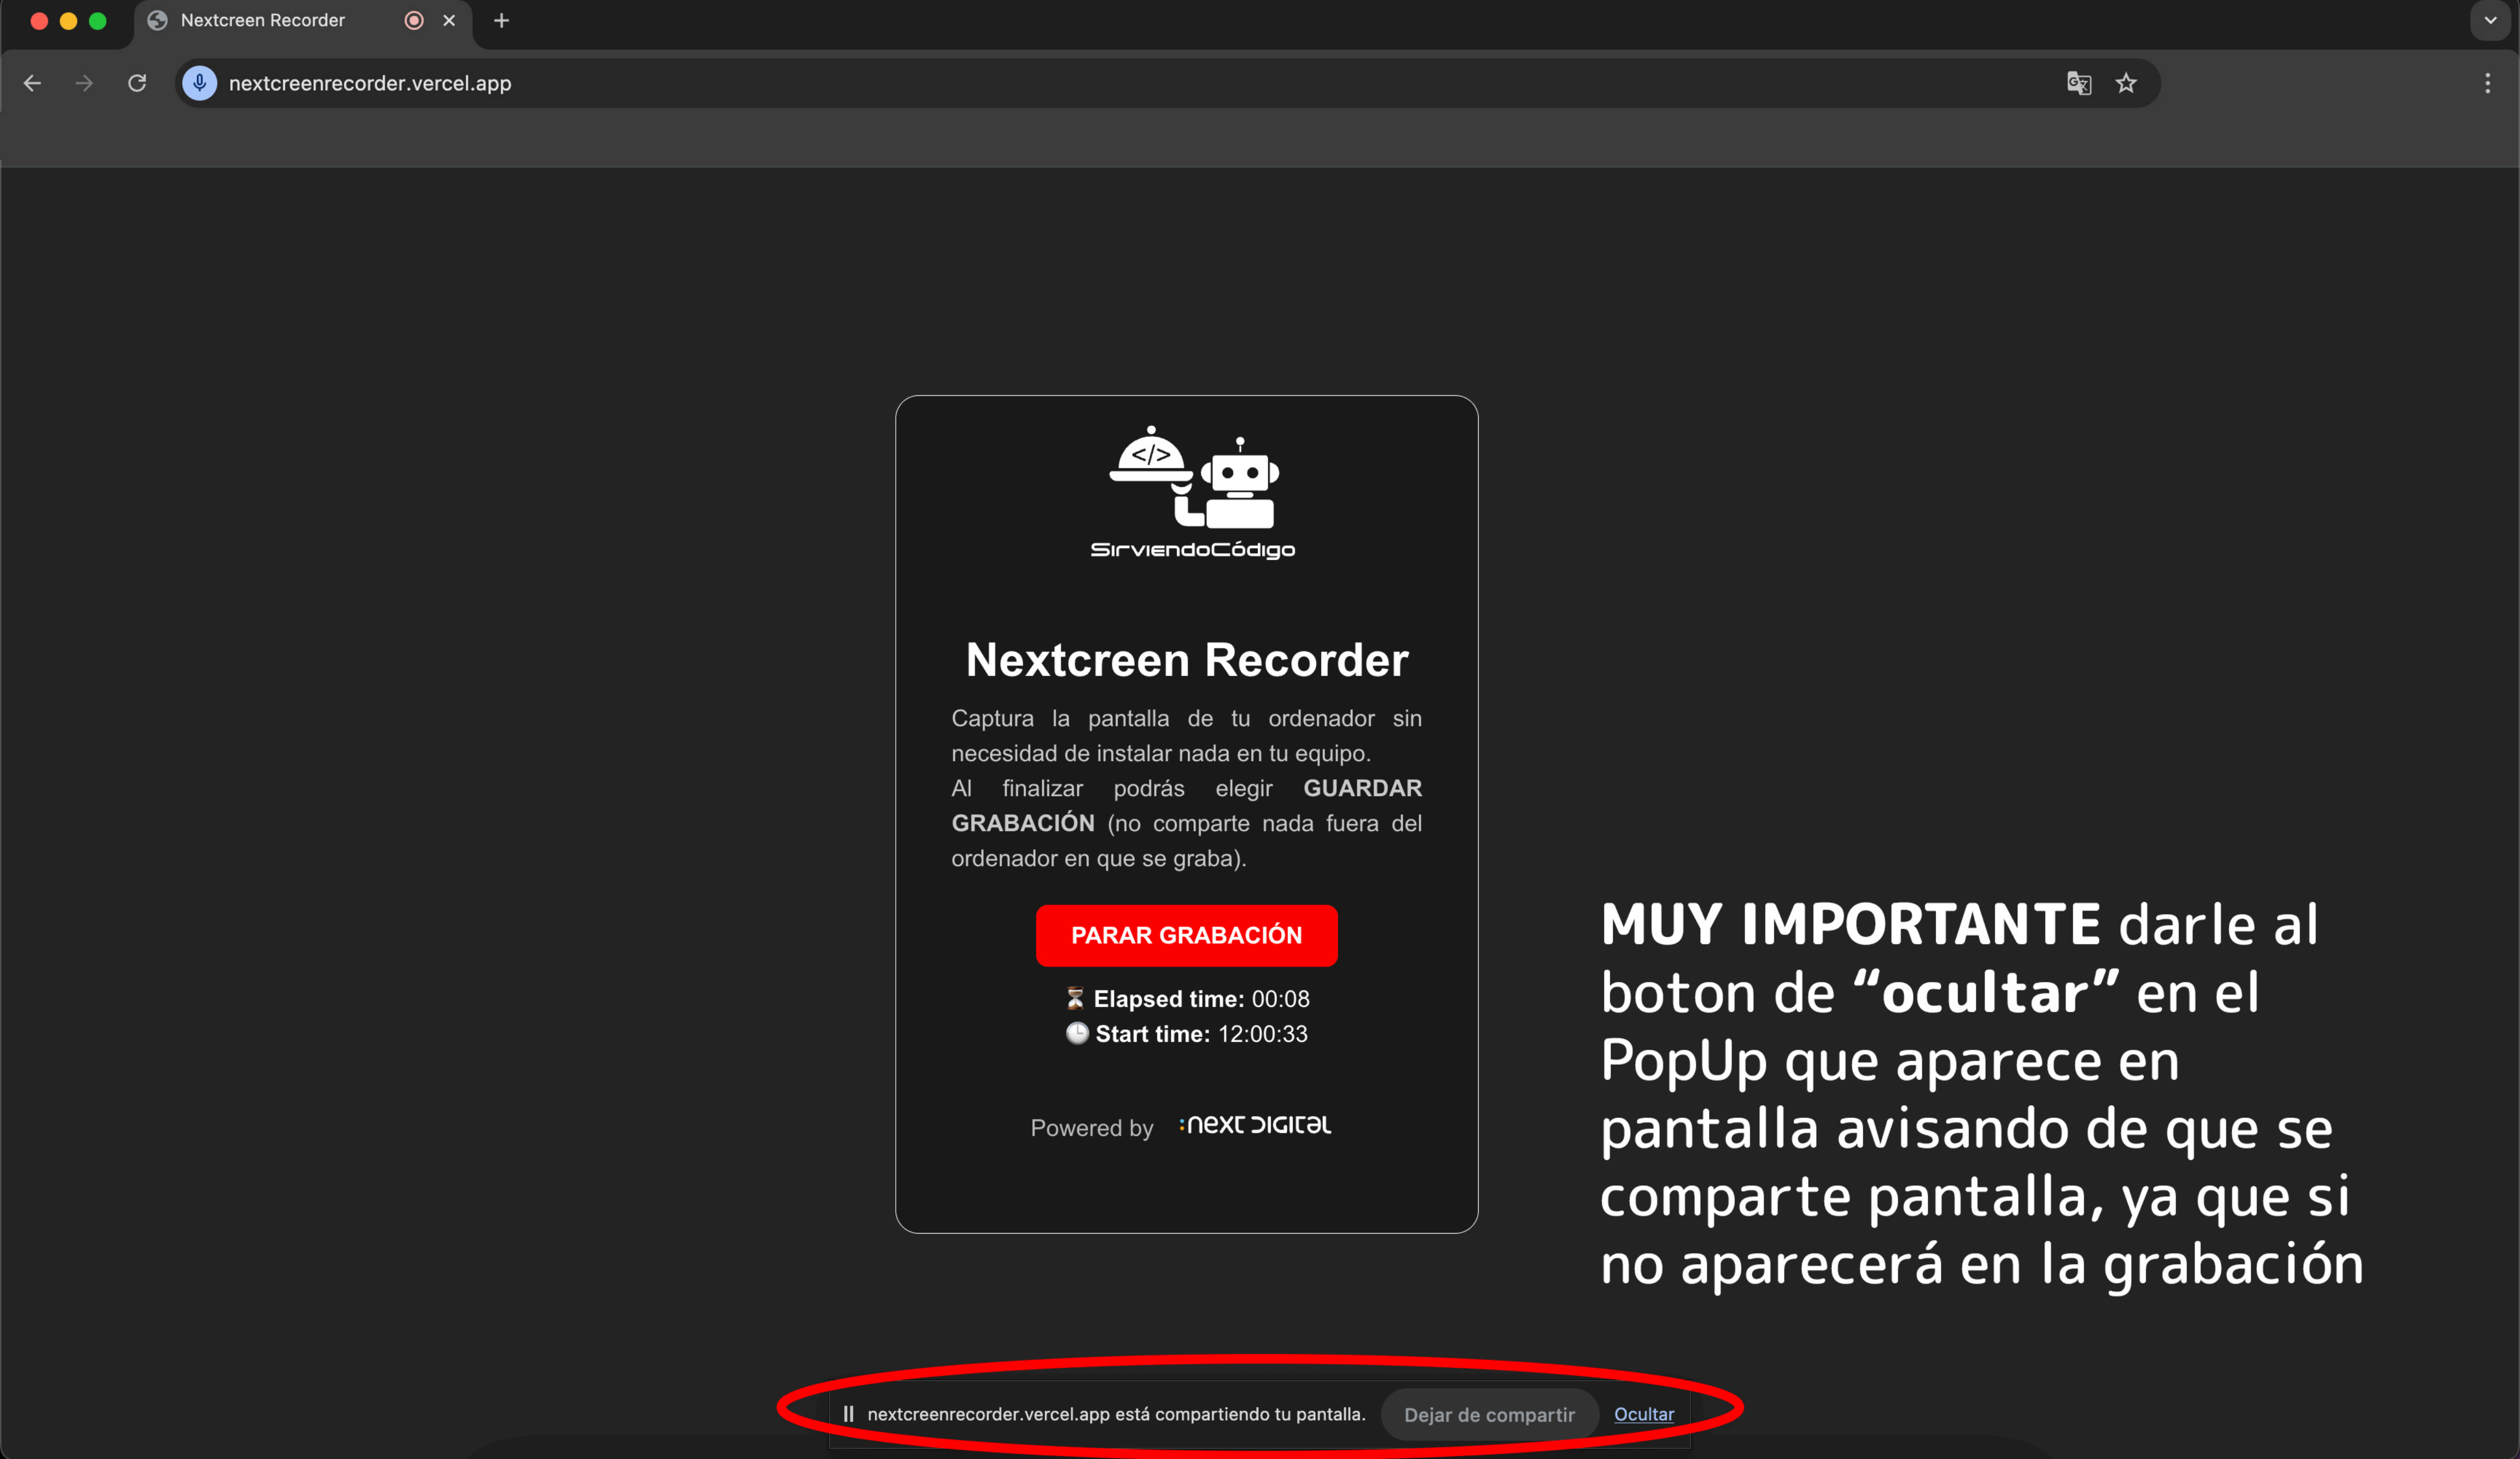 Nextcreen Recorder
nextcreenrecorder.vercel.app
</>
SirviendoCódigo
Nextcreen Recorder
Captura la pantalla de tu ordenador sin
necesidad de instalar nada en tu equipo.
Al finalizar podrás elegir GUARDAR
GRABACIÓN (no comparte nada fuera del
ordenador en que se graba).
PARAR GRABACIÓN
Elapsed time: 00:08
Start time: 12:00:33
Powered by :next DIGITAL
MUY IMPORTANTE darle al
boton de “ocultar” en el
PopUp que aparece en
pantalla avisando de que se
comparte pantalla, ya que si
no aparecerá en la grabación
nextcreenrecorder.vercel.app está compartiendo tu pantalla. Dejar de compartir Ocultar